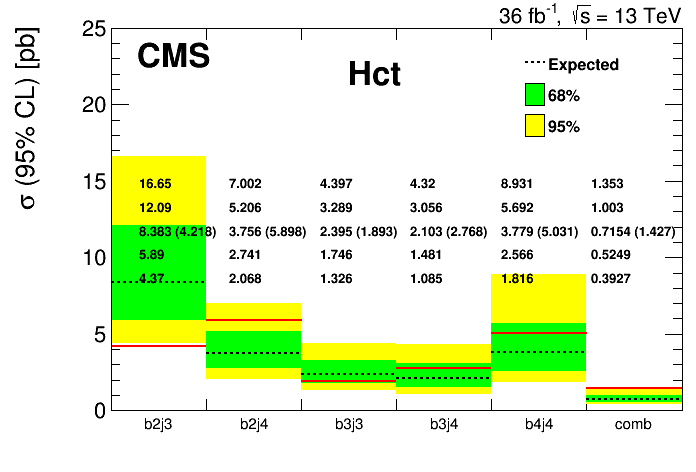 36 fb-1, √s = 13 TeV
σ (95% CL) [pb]
CMS
Hct
Expected
68%
95%
25
20
15
10
5
0
16.65 7.002 4.397 4.32 8.931 1.353
12.09 5.206 3.289 3.056 5.692 1.003
8.383 (4.218) 3.756 (5.898) 2.395 (1.893) 2.103 (2.768) 3.779 (5.031) 0.7154 (1.427)
5.89 2.741 1.746 1.481 2.566 0.5249
4.37 2.068 1.326 1.085 1.816 0.3927
b2j3 b2j4 b3j3 b3j4 b4j4 comb